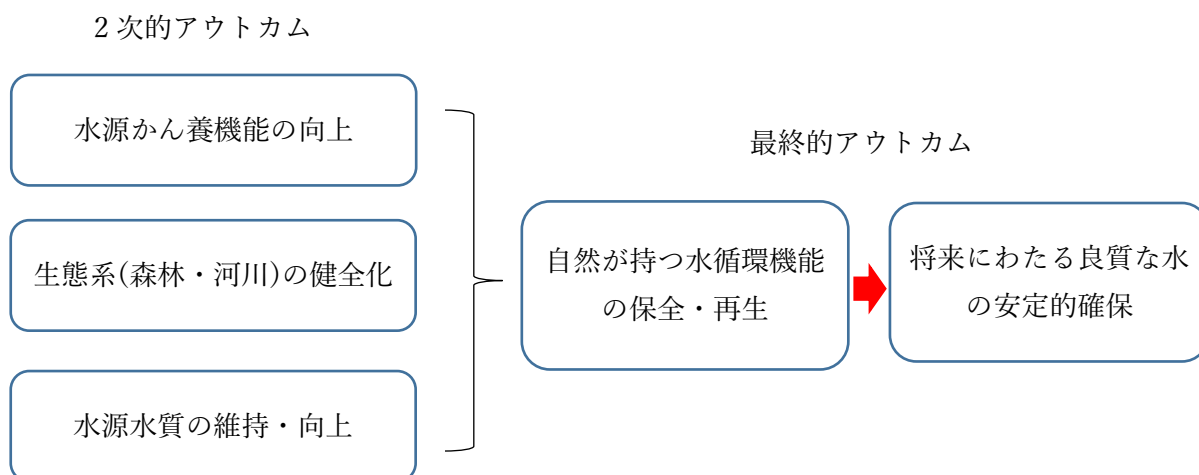 2 次的アウトカム
水源かん養機能の向上
生態系(森林・河川)の健全化
水源水質の維持・向上
最終的アウトカム
自然が持つ水循環機能
の保全・再生
将来にわたる良質な水
の安定的確保